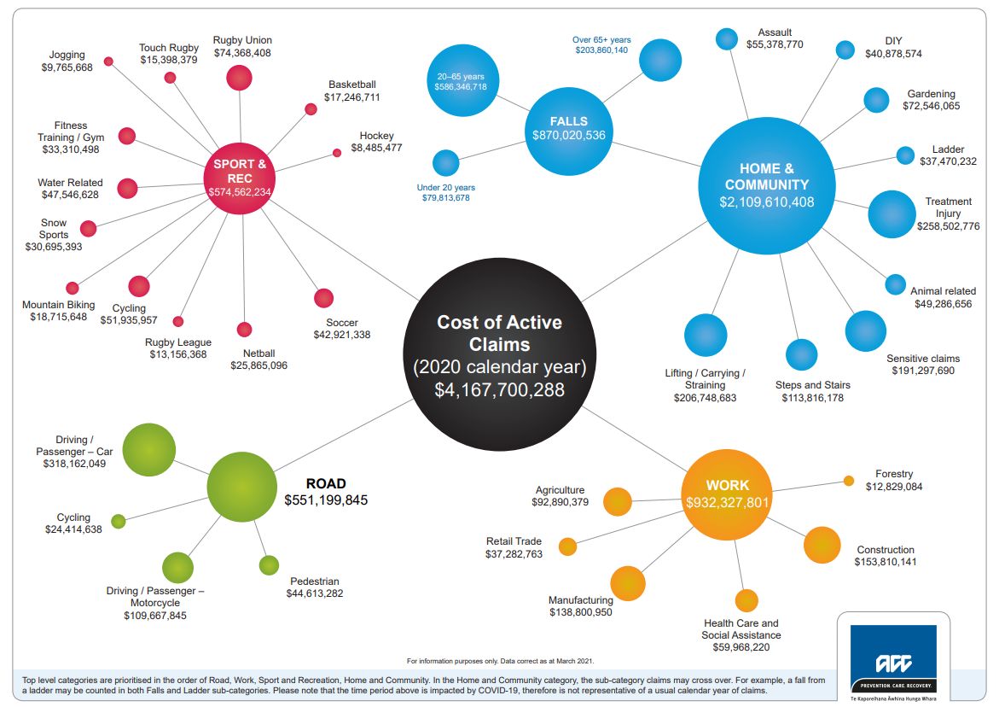 Rugby Union
$74,368,408
Touch Rugby
$15,398,379
Jogging
$9,765,668
Basketball
$17,246,711
Hockey
$8,485,477
Fitness
Training / Gym
$33,310,498
SPORT &
REC
$574,562,234
Water Related
$47,546,628
Snow
Sports
$30,695,393
Mountain Biking
$18,715,648
Cycling
$51,935,957
Rugby League
$13,156,368
Netball
$25,865,096
Soccer
$42,921,338
Over 65+ years
$203,860,140
20–65 years
$586,346,718
FALLS
$870,020,536
Under 20 years
$79,813,678
Assault
$55,378,770
DIY
$40,878,574
Gardening
$72,546,065
Ladder
$37,470,232
HOME &
COMMUNITY
$2,109,610,408
Treatment
Injury
$258,502,776
Animal related
$49,286,656
Sensitive claims
$191,297,690
Steps and Stairs
$113,816,178
Lifting / Carrying /
Straining
$206,748,683
Cost of Active
Claims
(2020 calendar year)
$4,167,700,288
Driving /
Passenger – Car
$318,162,049
ROAD
$551,199,845
Cycling
$24,414,638
Driving / Passenger –
Motorcycle
$109,667,845
Pedestrian
$44,613,282
WORK
$932,327,801
Forestry
$12,829,084
Agriculture
$92,890,379
Retail Trade
$37,282,763
Construction
$153,810,141
Manufacturing
$138,800,950
Health Care and
Social Assistance
$59,968,220
For information purposes only. Data correct as at March 2021.
Top level categories are prioritised in the order of Road, Work, Sport and Recreation, Home and Community. In the Home and Community category, the sub-category claims may cross over. For example, a fall from
a ladder may be counted in both Falls and Ladder sub-categories. Please note that the time period above is impacted by COVID-19, therefore is not representative of a usual calendar year of claims.
acc
PREVENTION. CARE. RECOVERY.
Te Kaporeihana Āwhina Hunga Whara